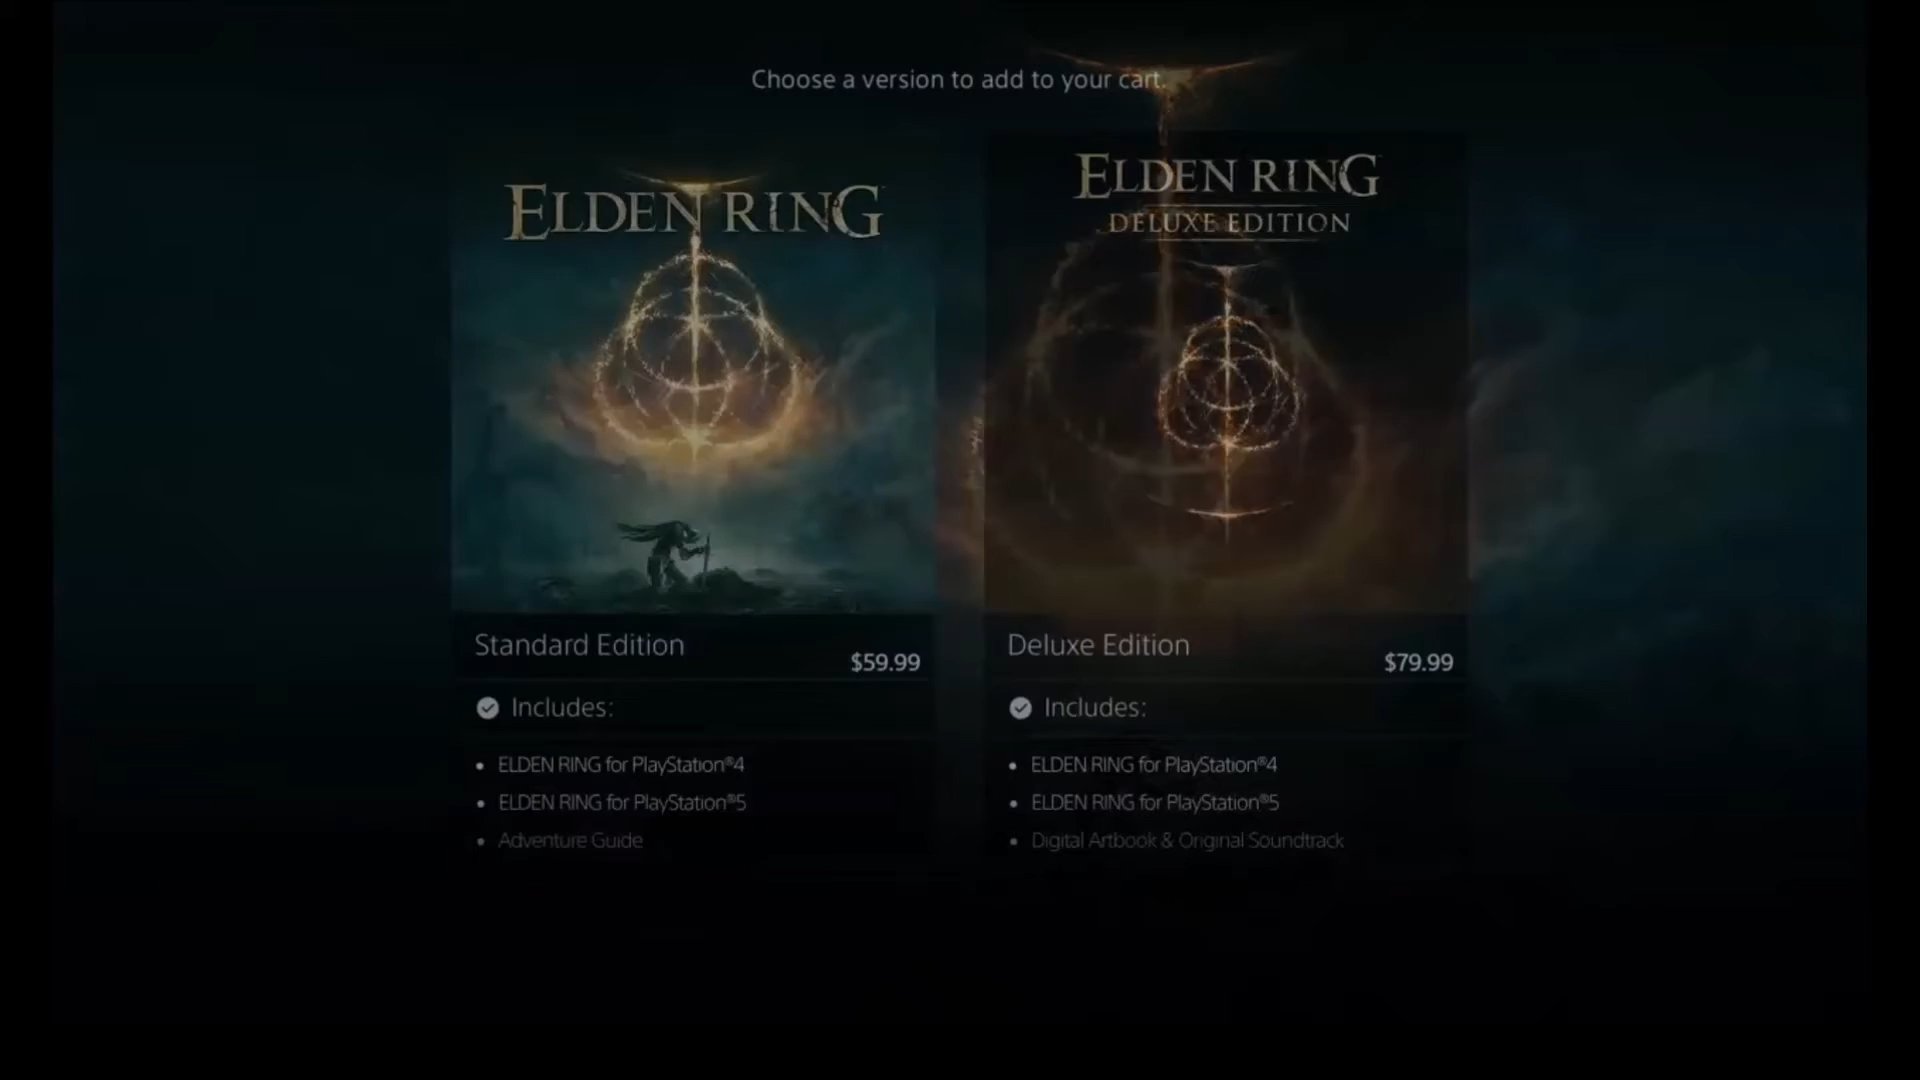 Choose a version to add to your cart.
ELDEN RING
ELDEN RING
DELUXE EDITION
Standard Edition
$59.99
Includes:
• ELDEN RING for PlayStation®4
• ELDEN RING for PlayStation®5
• Adventure Guide
Deluxe Edition
$79.99
Includes:
• ELDEN RING for PlayStation®4
• ELDEN RING for PlayStation®5
• Digital Artbook & Original Soundtrack